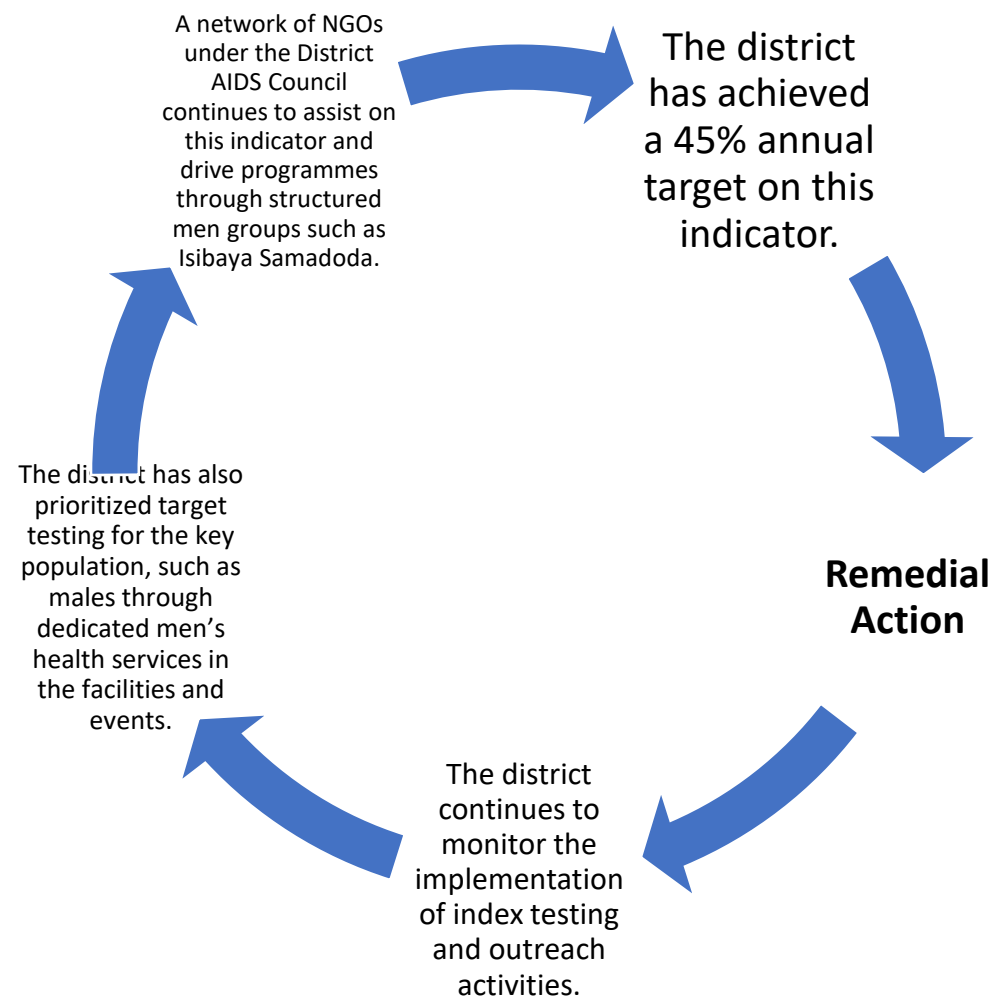 The district
has achieved
a 45% annual
target on this
indicator.
Remedial
Action
The district
continues to
monitor the
implementation
of index testing
and outreach
activities.
The district has also
prioritized target
testing for the key
population, such as
males through
dedicated men’s
health services in
the facilities and
events.
A network of NGOs
under the District
AIDS Council
continues to assist on
this indicator and
drive programmes
through structured
men groups such as
Isibaya Samadoda.